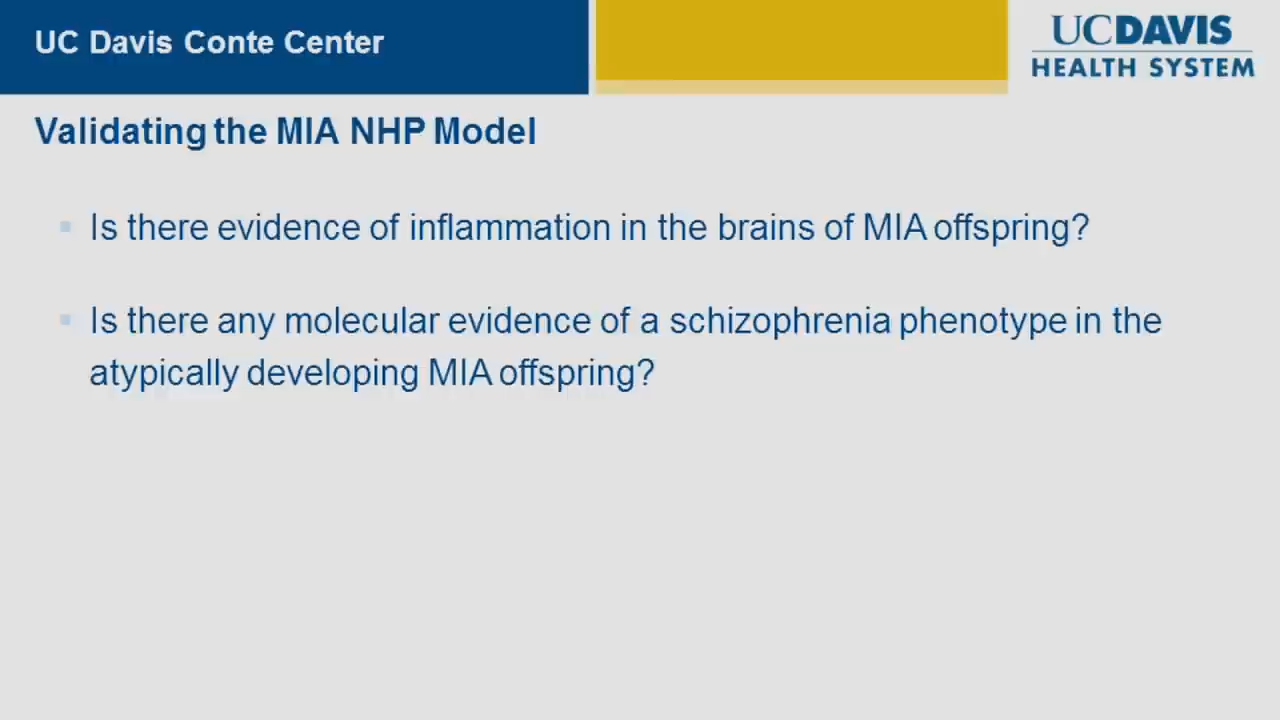 UC Davis Conte Center
UCDAVIS
HEALTH SYSTEM
Validating the MIA NHP Model
Is there evidence of inflammation in the brains of MIA offspring?
Is there any molecular evidence of a schizophrenia phenotype in the
atypically developing MIA offspring?